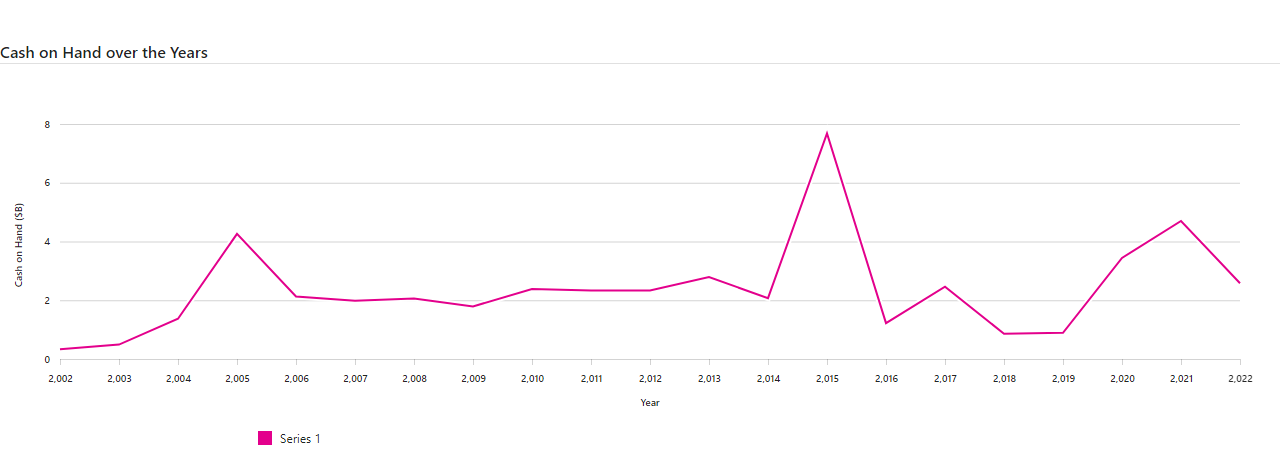 Cash on Hand over the Years
Cash on Hand ($B)
8
6
4
2
0
2,002 2,003 2,004 2,005 2,006 2,007 2,008 2,009 2,010 2,011 2,012 2,013 2,014 2,015 2,016 2,017 2,018 2,019 2,020 2,021 2,022
Year
Series 1